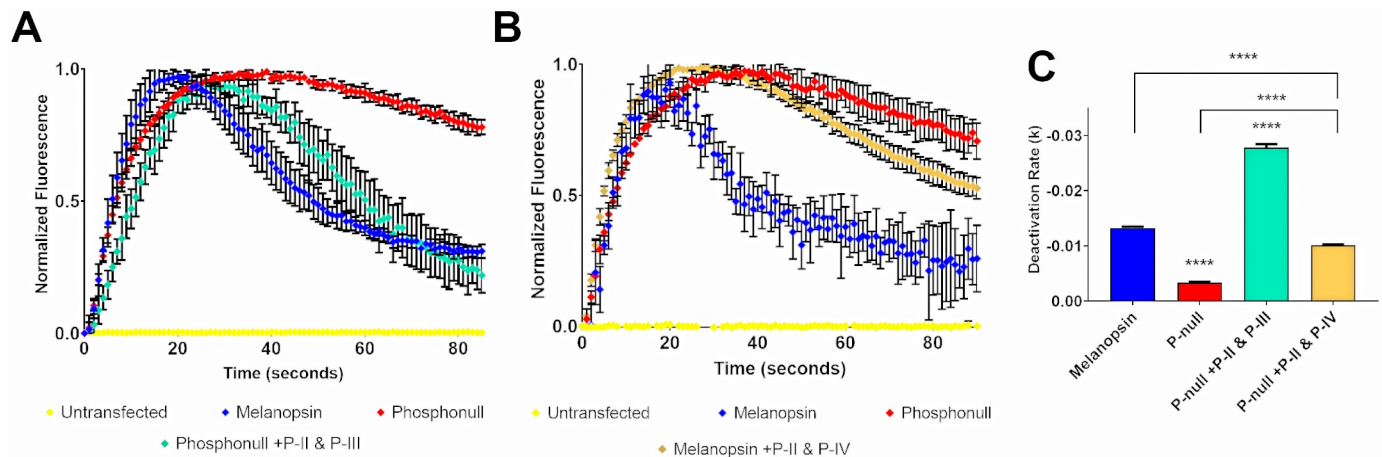 A
Normalized Fluorescence
1.0
0.5
0.0
0 20 40 60 80
Time (seconds)
Untransfected Melanopsin Phosphonull
Phosphonull +P-II & P-III
B
Normalized Fluorescence
1.0
0.5
0.0
0 20 40 60 80
Time (seconds)
Untransfected Melanopsin Phosphonull
Melanopsin +P-II & P-IV
C
****
****
****
****
Deactivation Rate (k)
-0.03
-0.02
-0.010
0.00
Melanopsin
P-null
P-null +P-II & P-III
P-null +P-II & P-IV